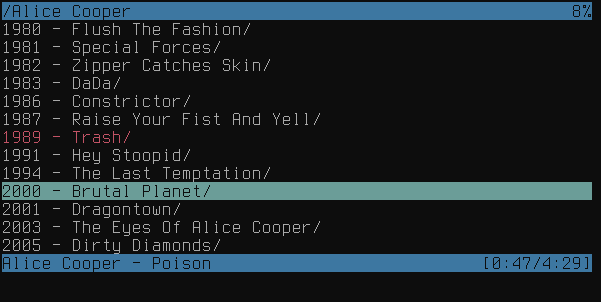 /Alice Cooper 8%
1980 - Flush The Fashion/
1981 - Special Forces/
1982 - Zipper Catches Skin/
1983 - DaDa/
1986 - Constrictor/
1987 - Raise Your Fist And Yell/
1989 - Trash/
1991 - Hey Stoopid/
1994 - The Last Temptation/
2000 - Brutal Planet/
2001 - Dragontown/
2003 - The Eyes Of Alice Cooper/
2005 - Dirty Diamonds/
Alice Cooper - Poison [0:47/4:29]